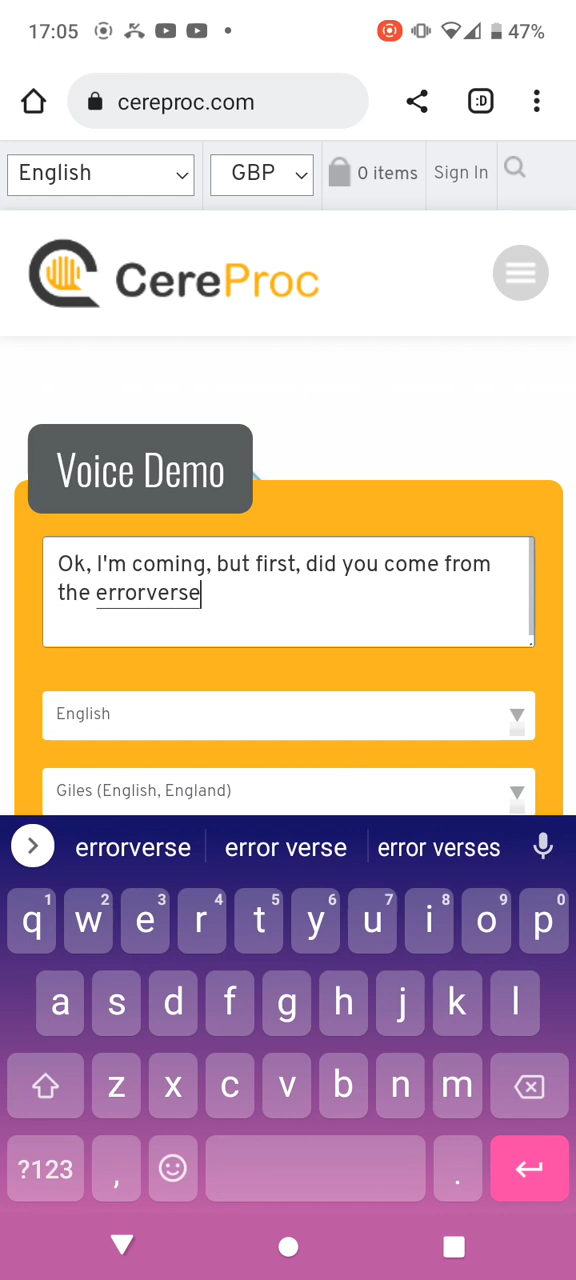 17:05 47%
:D
cereproc.com
English GBP 0 items Sign In
CereProc
Voice Demo
Ok, I'm coming, but first, did you come from
the errorverse
English
Giles (English, England)
errorverse error verse error verses
1 2 3 4 5 6 7 8 9 0
q w e r t y u i o p
a s d f g h j k l
z x c v b n m
?123 , .